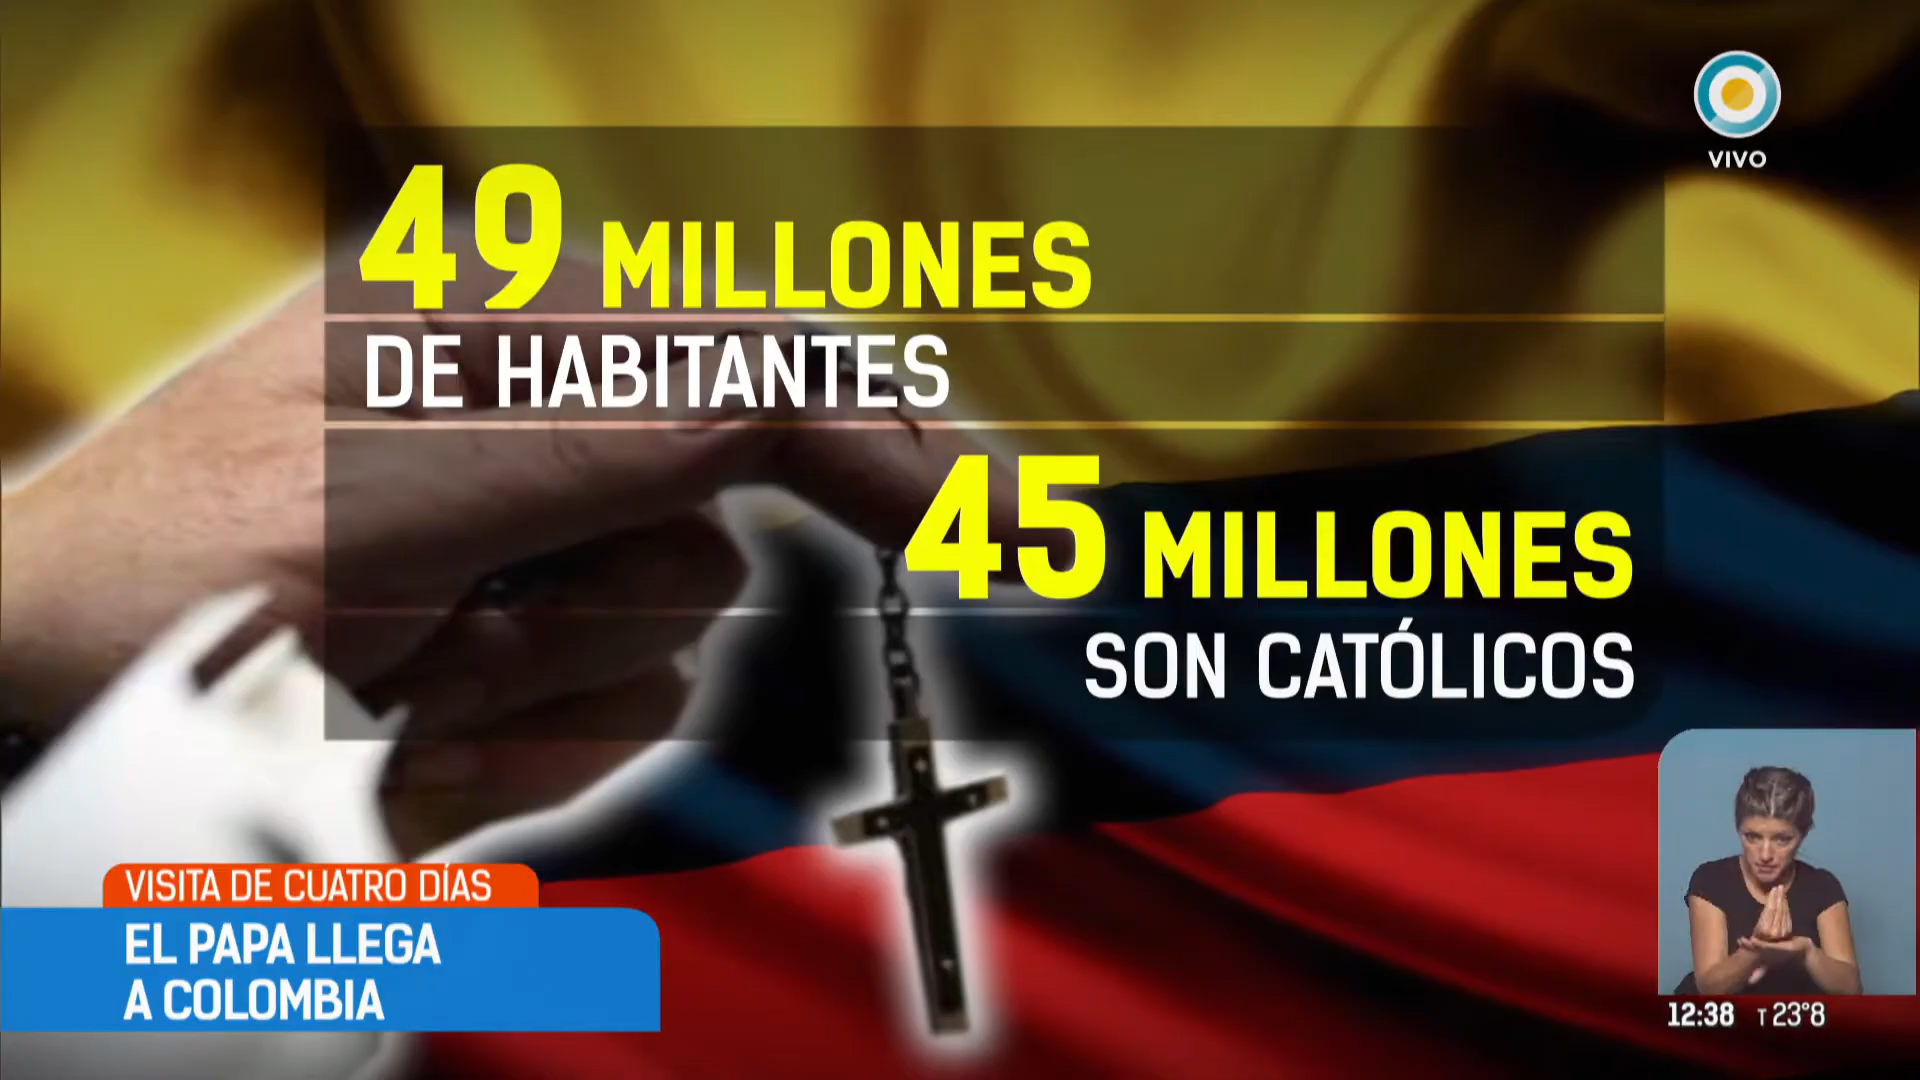 VIVO
49 MILLONES
DE HABITANTES
45 MILLONES
SON CATÓLICOS
VISITA DE CUATRO DÍAS
EL PAPA LLEGA
A COLOMBIA
12:38 T 23°8